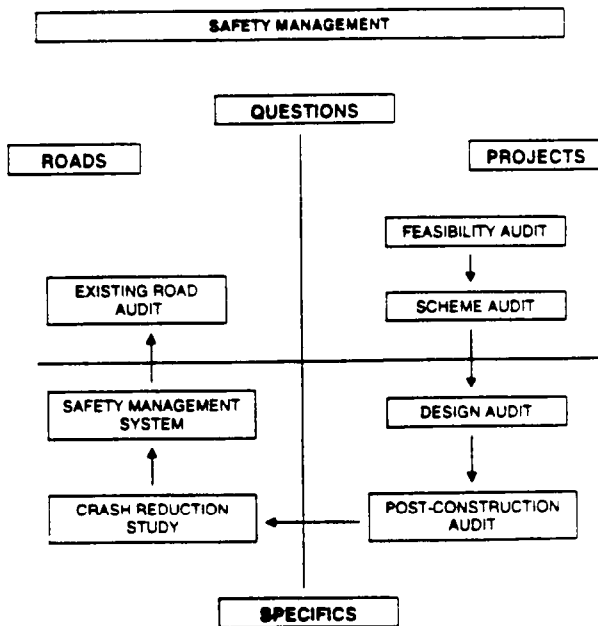 SAFETY MANAGEMENT
QUESTIONS
ROADS
PROJECTS
FEASIBILITY AUDIT
EXISTING ROAD
AUDIT
SCHEME AUDIT
SAFETY MANAGEMENT
SYSTEM
DESIGN AUDIT
CRASH REDUCTION
STUDY
POST-CONSTRUCTION
AUDIT
SPECIFICS